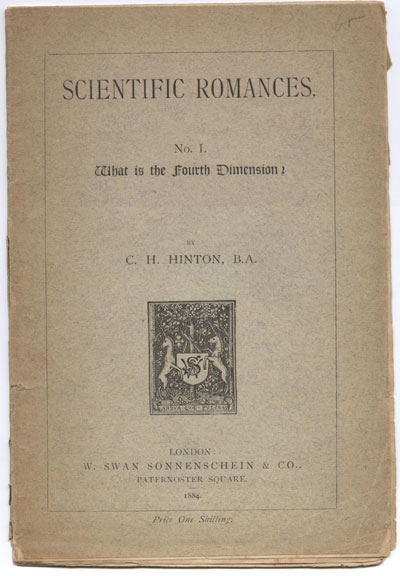 SCIENTIFIC ROMANCES.
No. I.
What is the Fourth Dimension?
BY
C. H. HINTON, B.A.
LONDON:
W. SWAN SONNENSCHEIN & CO.,
PATERNOSTER SQUARE.
1884.
Price One Shilling.